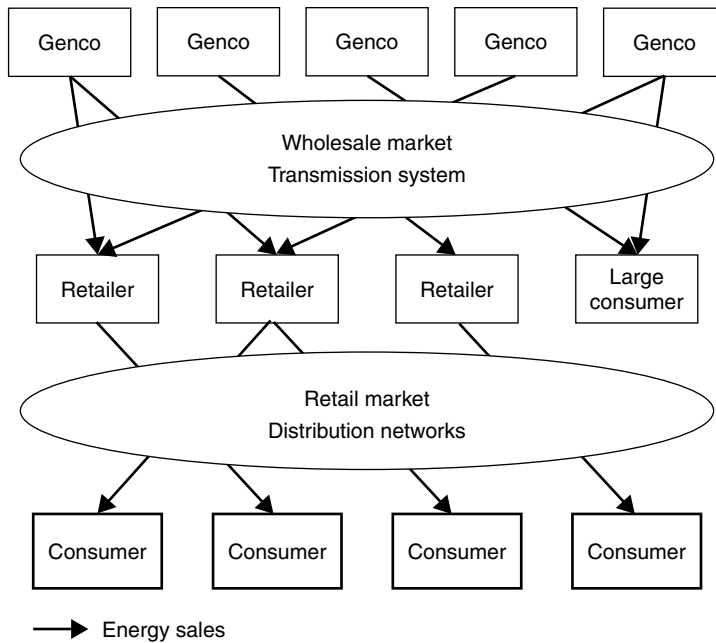 Genco
Genco
Genco
Genco
Genco
Wholesale market
Transmission system
Retailer
Retailer
Retailer
Large
consumer
Retail market
Distribution networks
Consumer
Consumer
Consumer
Consumer
Energy sales